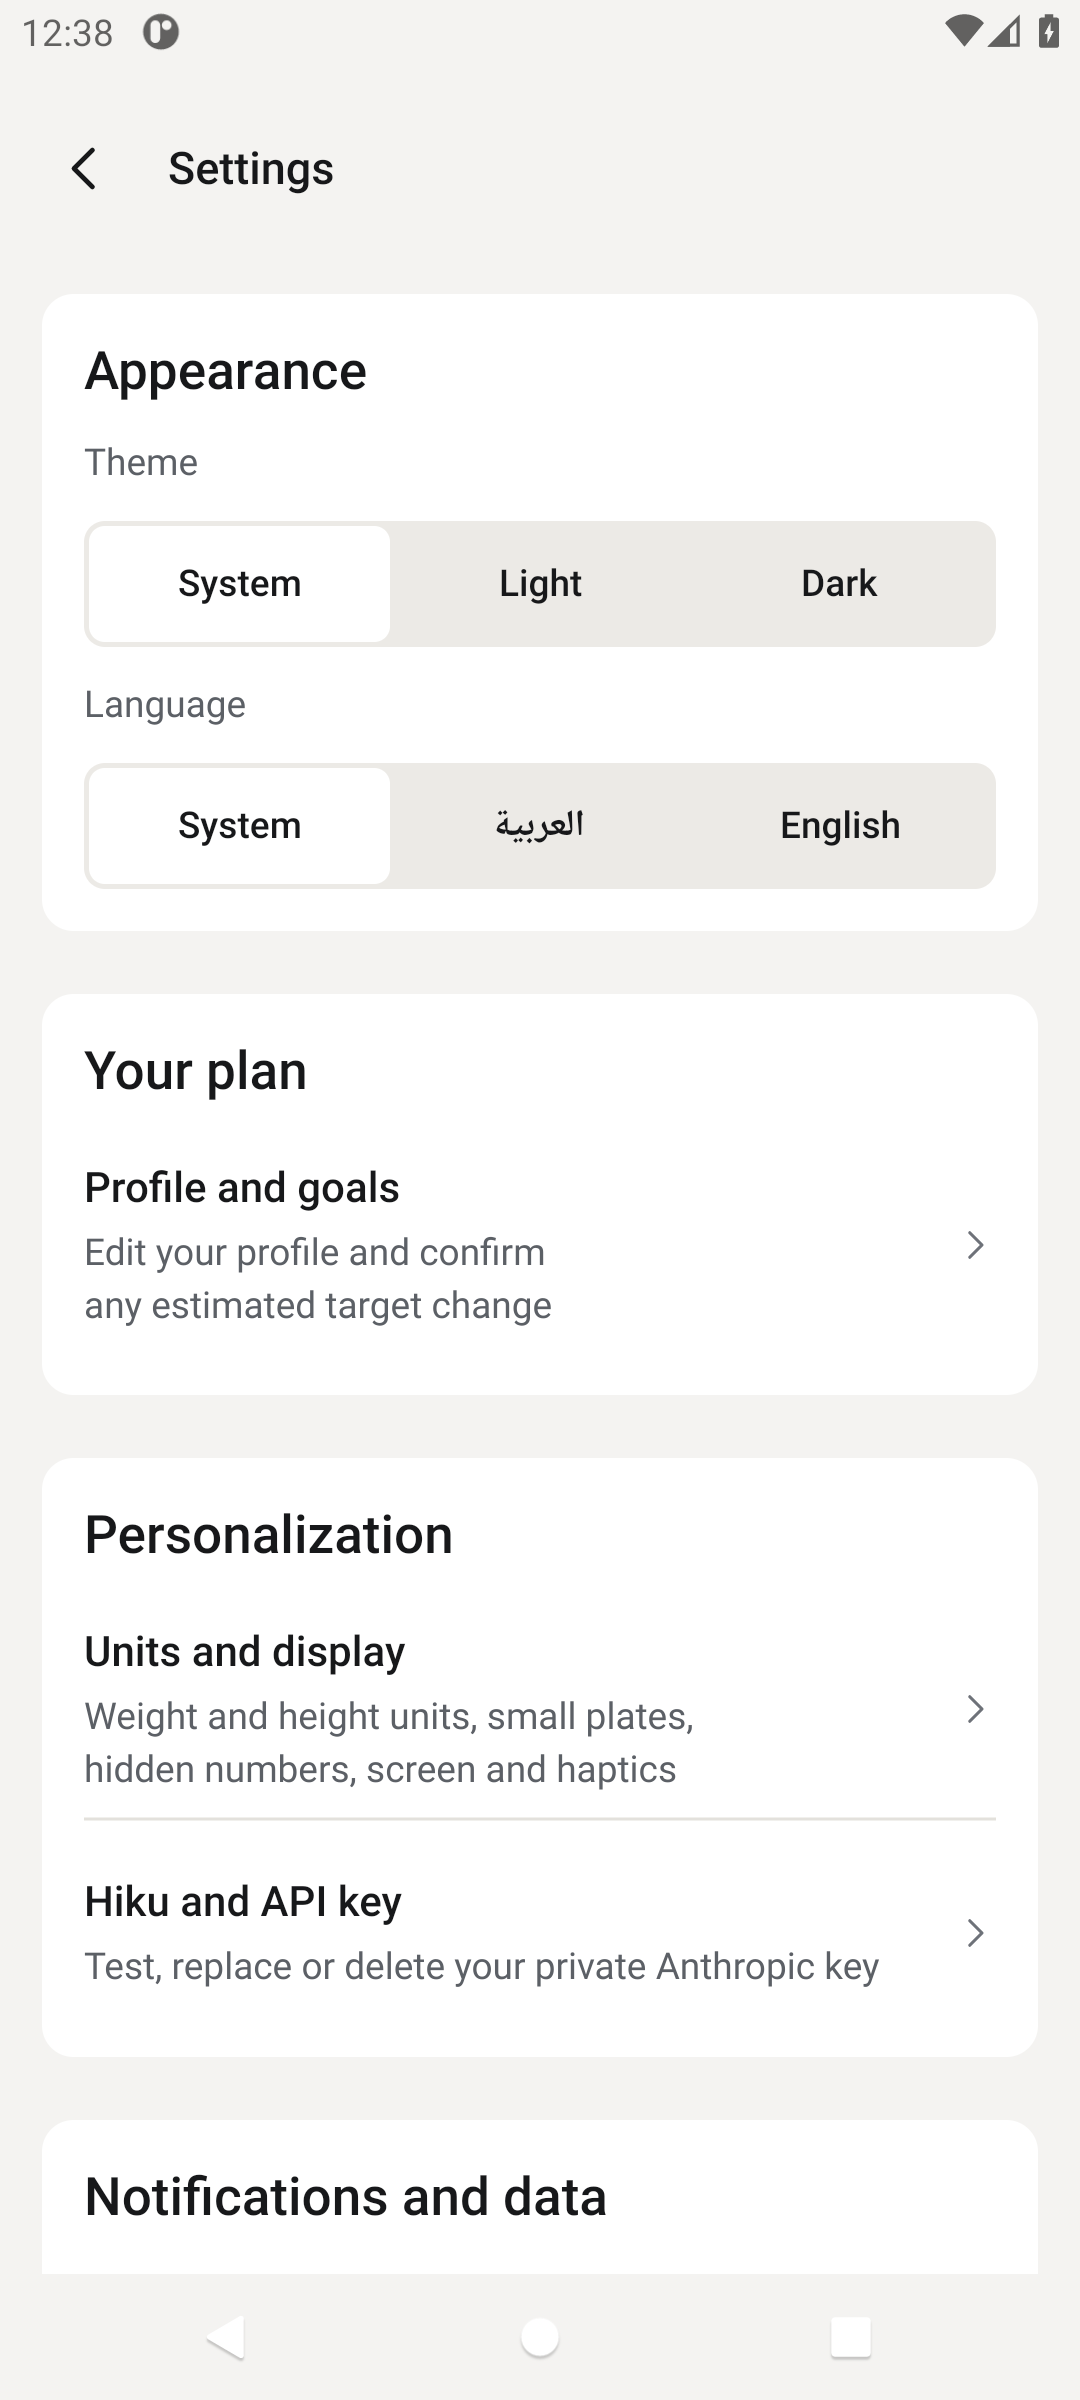 12:38
Settings
Appearance
Theme
System Light Dark
Language
System العربية English
Your plan
Profile and goals
Edit your profile and confirm
any estimated target change
Personalization
Units and display
Weight and height units, small plates,
hidden numbers, screen and haptics
Hiku and API key
Test, replace or delete your private Anthropic key
Notifications and data